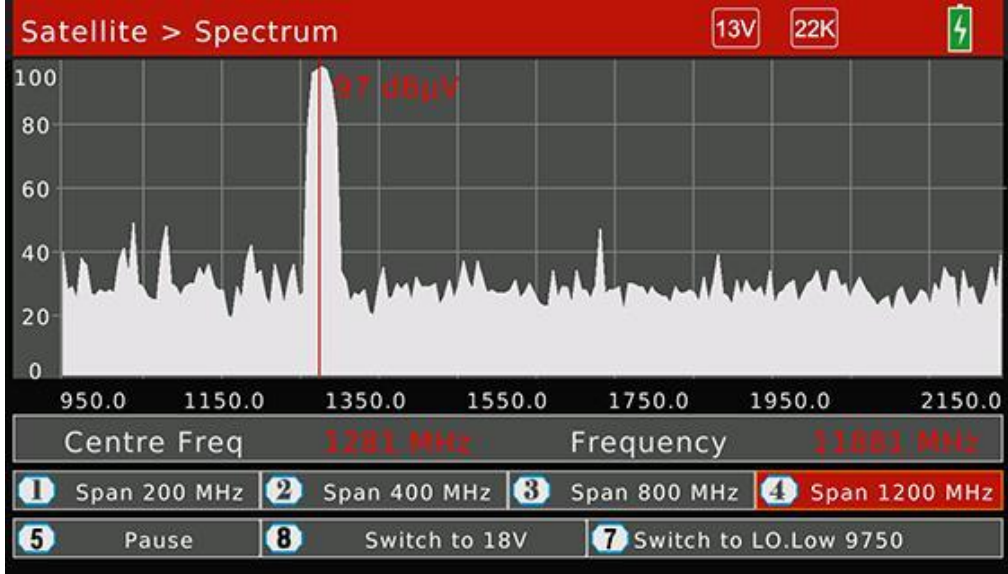 Satellite > Spectrum 13V 22K
97 dBµV
100
80
60
40
20
0
950.0 1150.0 1350.0 1550.0 1750.0 1950.0 2150.0
Centre Freq 1281 MHz Frequency 11881 MHz
1 Span 200 MHz 2 Span 400 MHz 3 Span 800 MHz 4 Span 1200 MHz
5 Pause 8 Switch to 18V 7 Switch to LO.Low 9750